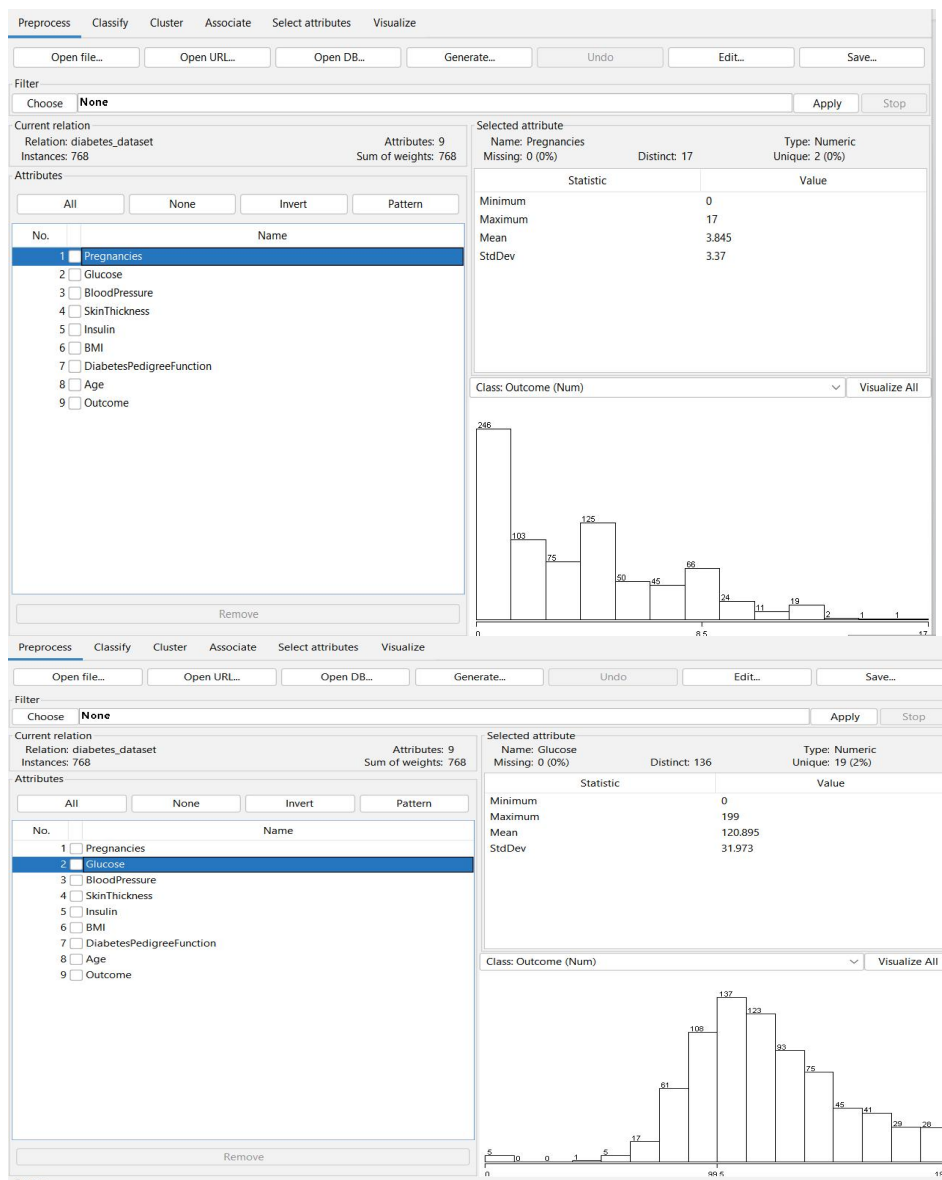 Preprocess Classify Cluster Associate Select attributes Visualize
Open file... Open URL... Open DB... Generate... Undo Edit... Save...
Filter
Choose None Apply Stop
Current relation
Relation: diabetes_dataset Attributes: 9
Instances: 768 Sum of weights: 768
Selected attribute
Name: Pregnancies Type: Numeric
Missing: 0 (0%) Distinct: 17 Unique: 2 (0%)
Attributes
All None Invert Pattern
No. Name
1 Pregnancies
2 Glucose
3 BloodPressure
4 SkinThickness
5 Insulin
6 BMI
7 DiabetesPedigreeFunction
8 Age
9 Outcome
Remove
Statistic Value
Minimum 0
Maximum 17
Mean 3.845
StdDev 3.37
Class: Outcome (Num) Visualize All
246
103
75
125
50
45
66
24
11
19
2
1
1
0 8.5 17
Preprocess Classify Cluster Associate Select attributes Visualize
Open file... Open URL... Open DB... Generate... Undo Edit... Save...
Filter
Choose None Apply Stop
Current relation
Relation: diabetes_dataset Attributes: 9
Instances: 768 Sum of weights: 768
Selected attribute
Name: Glucose Type: Numeric
Missing: 0 (0%) Distinct: 136 Unique: 19 (2%)
Attributes
All None Invert Pattern
No. Name
1 Pregnancies
2 Glucose
3 BloodPressure
4 SkinThickness
5 Insulin
6 BMI
7 DiabetesPedigreeFunction
8 Age
9 Outcome
Remove
Statistic Value
Minimum 0
Maximum 199
Mean 120.895
StdDev 31.973
Class: Outcome (Num) Visualize All
5
0
0
1
5
17
61
108
137
123
93
75
45
41
29
28
0 99.5